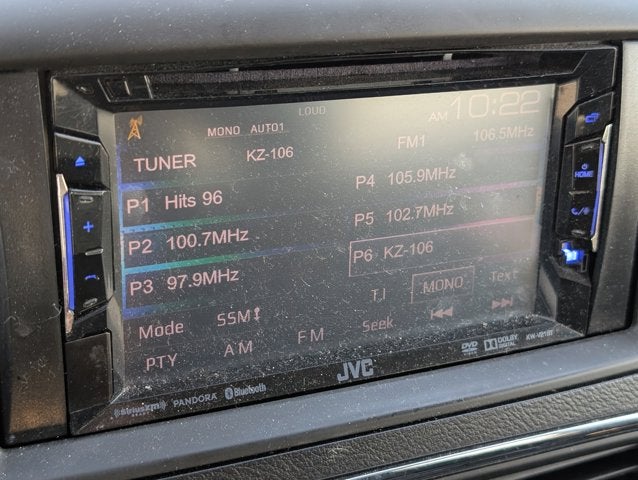 LOUD
AM 10:22
MONO AUTO1
TUNER KZ-106 FM1 106.5MHz
P1 Hits 96
P2 100.7MHz
P3 97.9MHz
P4 105.9MHz
P5 102.7MHz
P6 KZ-106
Mode SSM TI MONO Text
PTY AM FM Seek
HOME
JVC
DVD VIDEO DOLBY DIGITAL
siriusxm PANDORA Bluetooth